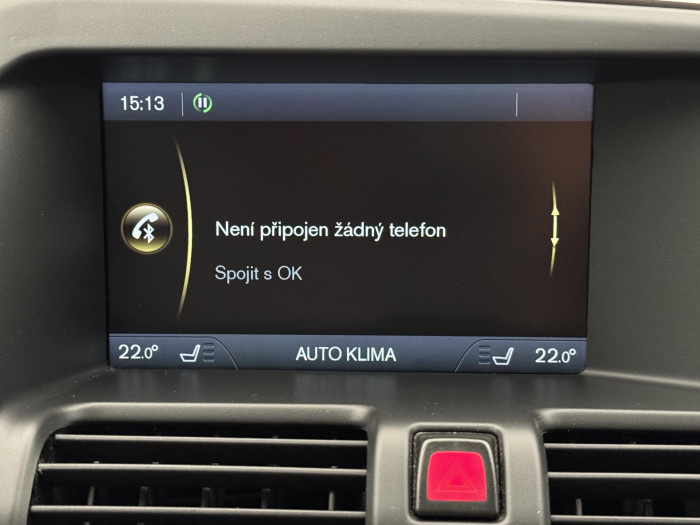 15:13
Není připojen žádný telefon
Spojit s OK
22.0° AUTO KLIMA 22.0°